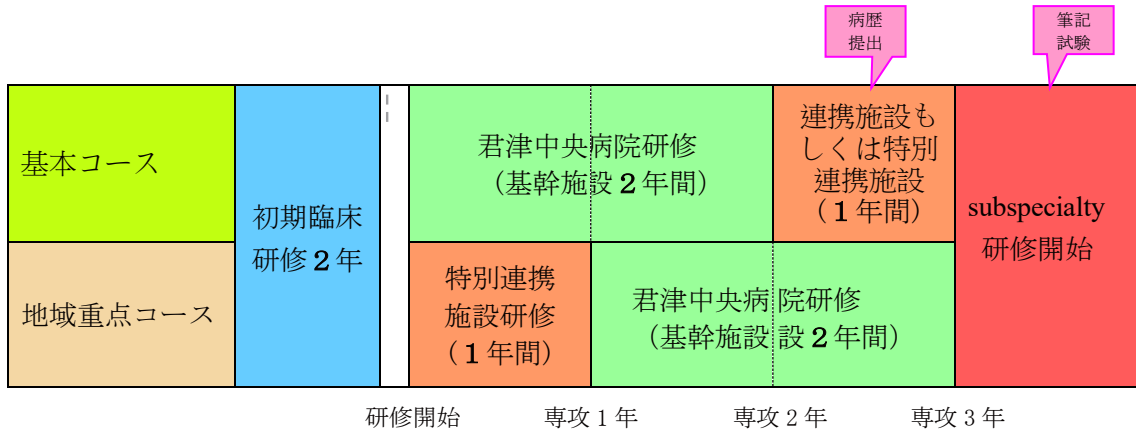 病歴
提出
筆記
試験
基本コース
初期臨床
研修２年
君津中央病院研修
（基幹施設２年間）
連携施設も
しくは特別
連携施設
（１年間）
subspecialty
研修開始
地域重点コース
特別連携
施設研修
（１年間）
君津中央病院研修
（基幹施設設２年間）
研修開始
専攻 1 年
専攻 2 年
専攻 3 年